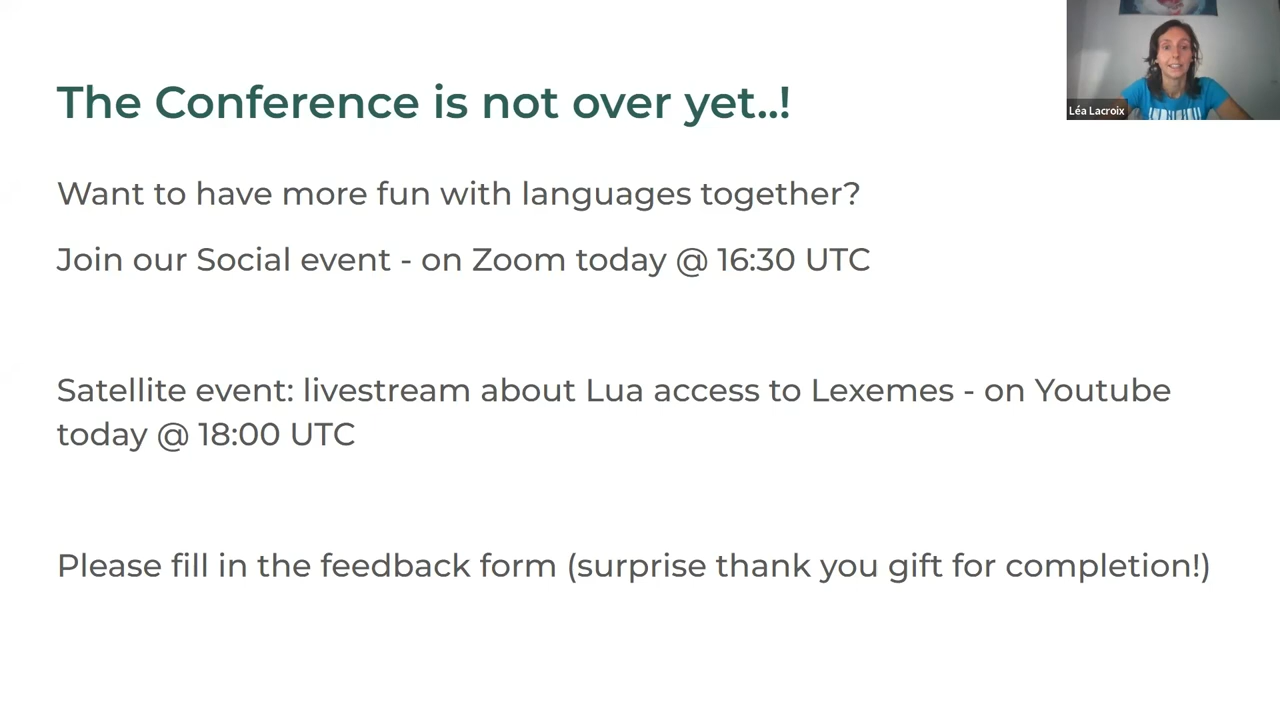 The Conference is not over yet..!
Léa Lacroix
Want to have more fun with languages together?
Join our Social event - on Zoom today @ 16:30 UTC
Satellite event: livestream about Lua access to Lexemes - on Youtube
today @ 18:00 UTC
Please fill in the feedback form (surprise thank you gift for completion!)